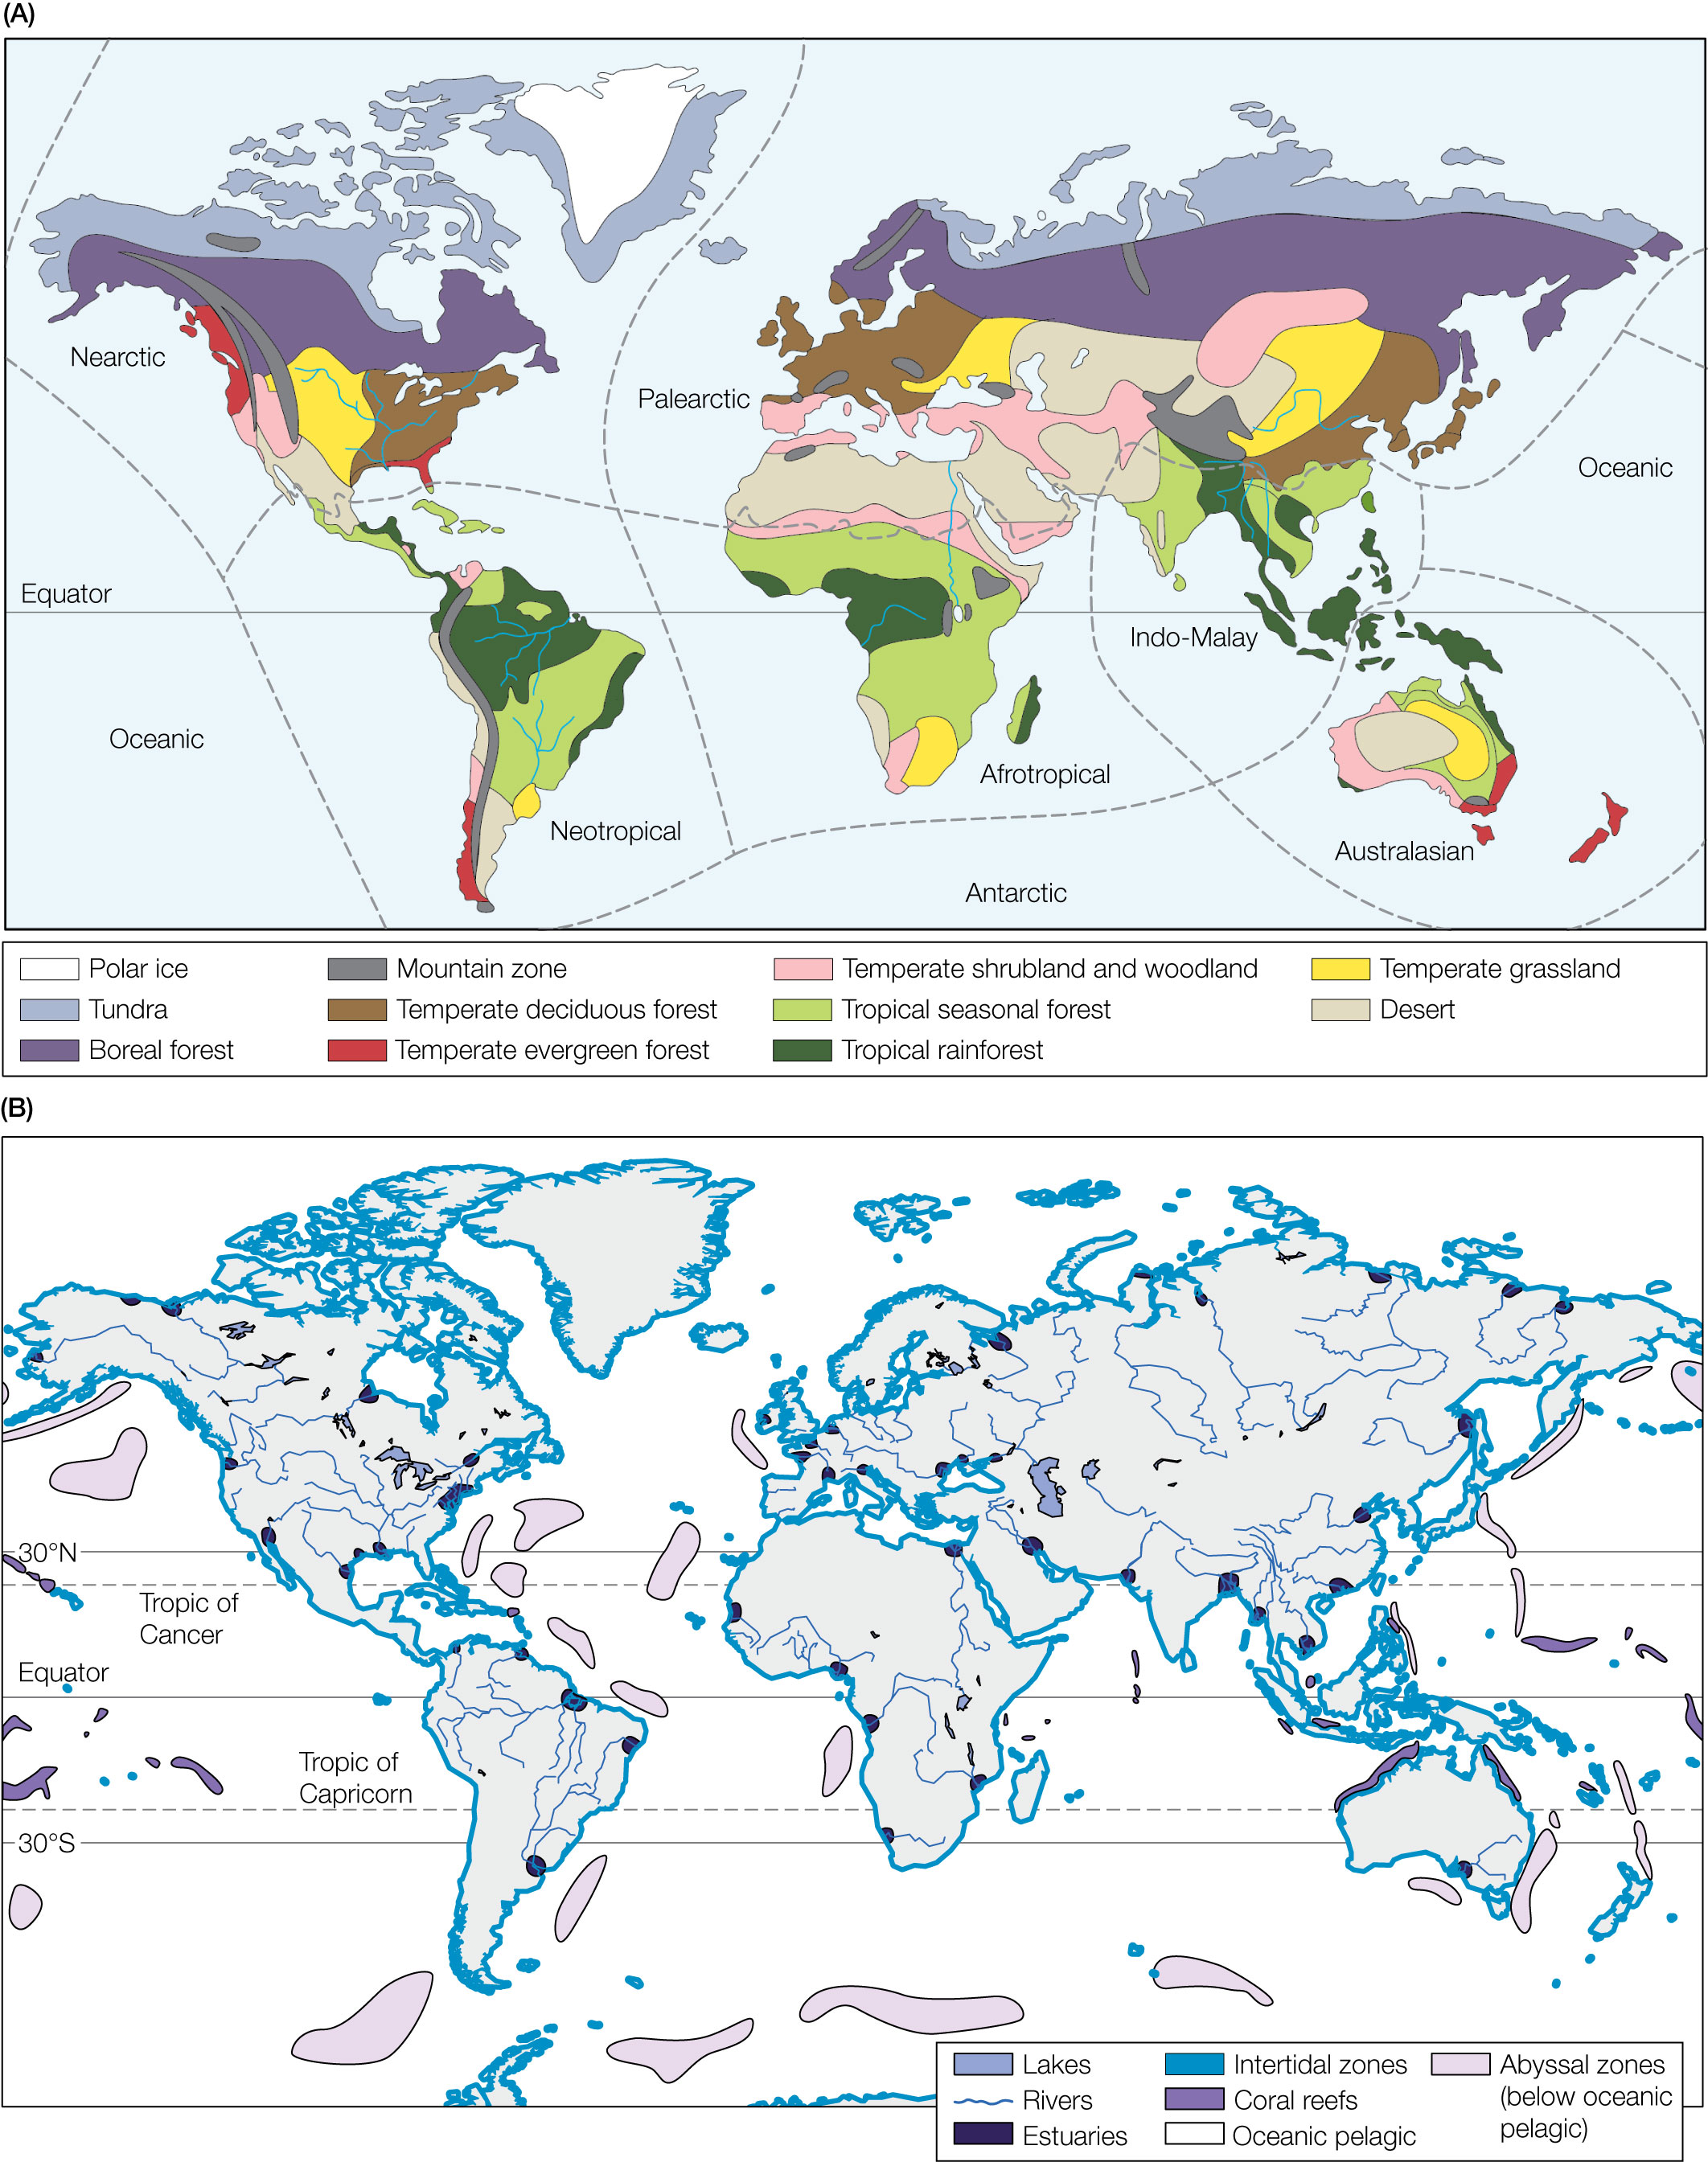 (A)
Nearctic
Palearctic
Oceanic
Equator
Indo-Malay
Oceanic
Afrotropical
Neotropical
Australasian
Antarctic
Polar ice
Mountain zone
Temperate shrubland and woodland
Temperate grassland
Tundra
Temperate deciduous forest
Tropical seasonal forest
Desert
Boreal forest
Temperate evergreen forest
Tropical rainforest
(B)
30°N
Tropic of
Cancer
Equator
Tropic of
Capricorn
30°S
Lakes
Intertidal zones
Abyssal zones
(below oceanic
pelagic)
Rivers
Coral reefs
Estuaries
Oceanic pelagic